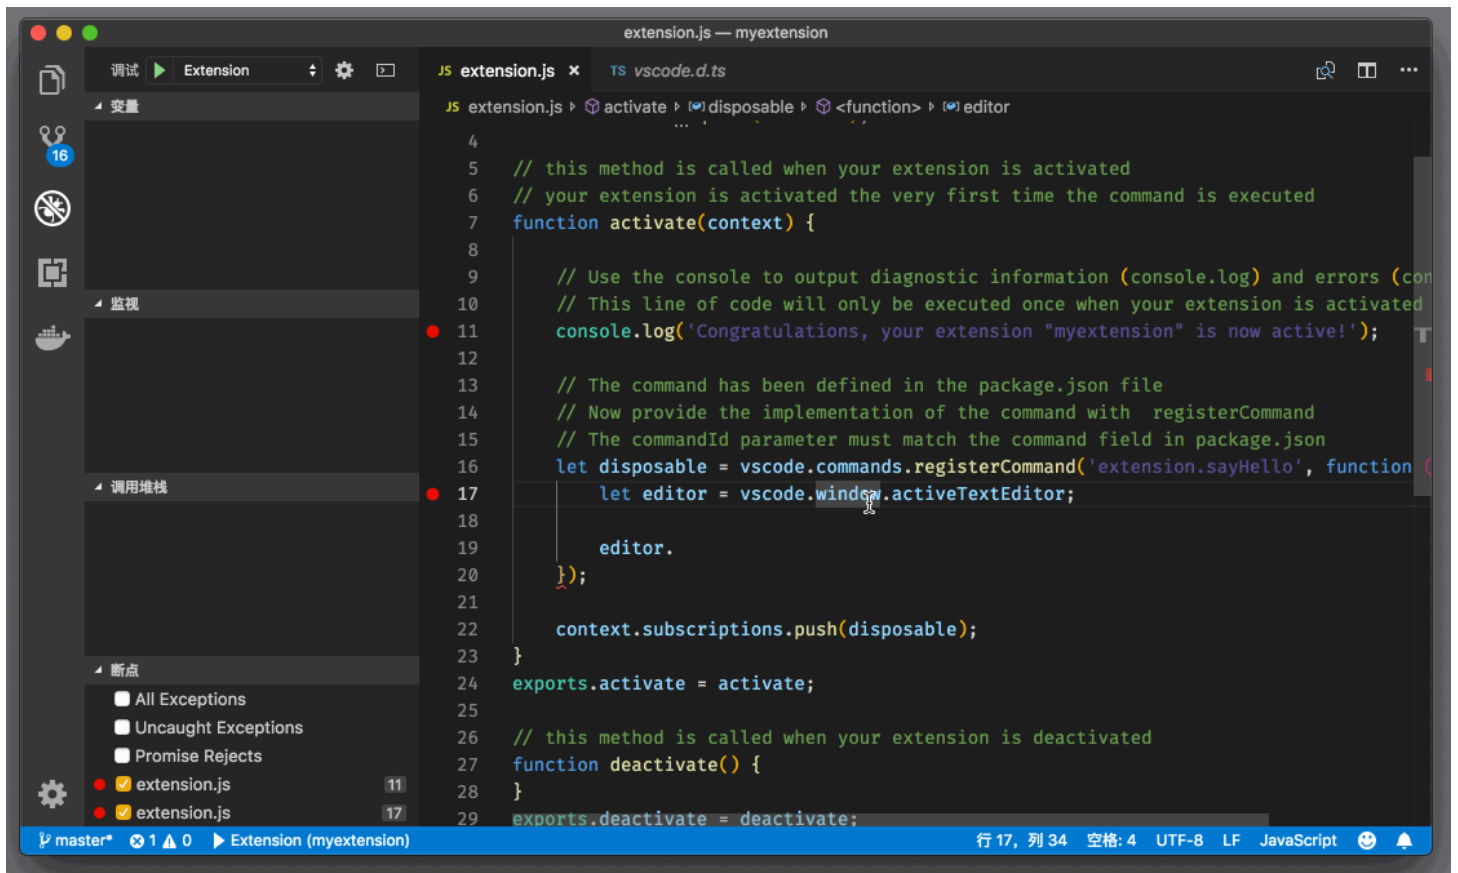 extension.js — myextension
调试 Extension
JS extension.js × TS vscode.d.ts
JS extension.js activate disposable <function> editor
变量
监视
调用堆栈
断点
All Exceptions
Uncaught Exceptions
Promise Rejects
extension.js 11
extension.js 17
16
4
5 // this method is called when your extension is activated
6 // your extension is activated the very first time the command is executed
7 function activate(context) {
8
9 // Use the console to output diagnostic information (console.log) and errors (con
10 // This line of code will only be executed once when your extension is activated
11 console.log('Congratulations, your extension "myextension" is now active!');
12
13 // The command has been defined in the package.json file
14 // Now provide the implementation of the command with  registerCommand
15 // The commandId parameter must match the command field in package.json
16 let disposable = vscode.commands.registerCommand('extension.sayHello', function (
17 let editor = vscode.window.activeTextEditor;
18
19 editor.
20 });
21
22 context.subscriptions.push(disposable);
23 }
24 exports.activate = activate;
25
26 // this method is called when your extension is deactivated
27 function deactivate() {
28 }
29 exports.deactivate = deactivate;
master* 1 0 Extension (myextension) 行 17，列 34 空格: 4 UTF-8 LF JavaScript